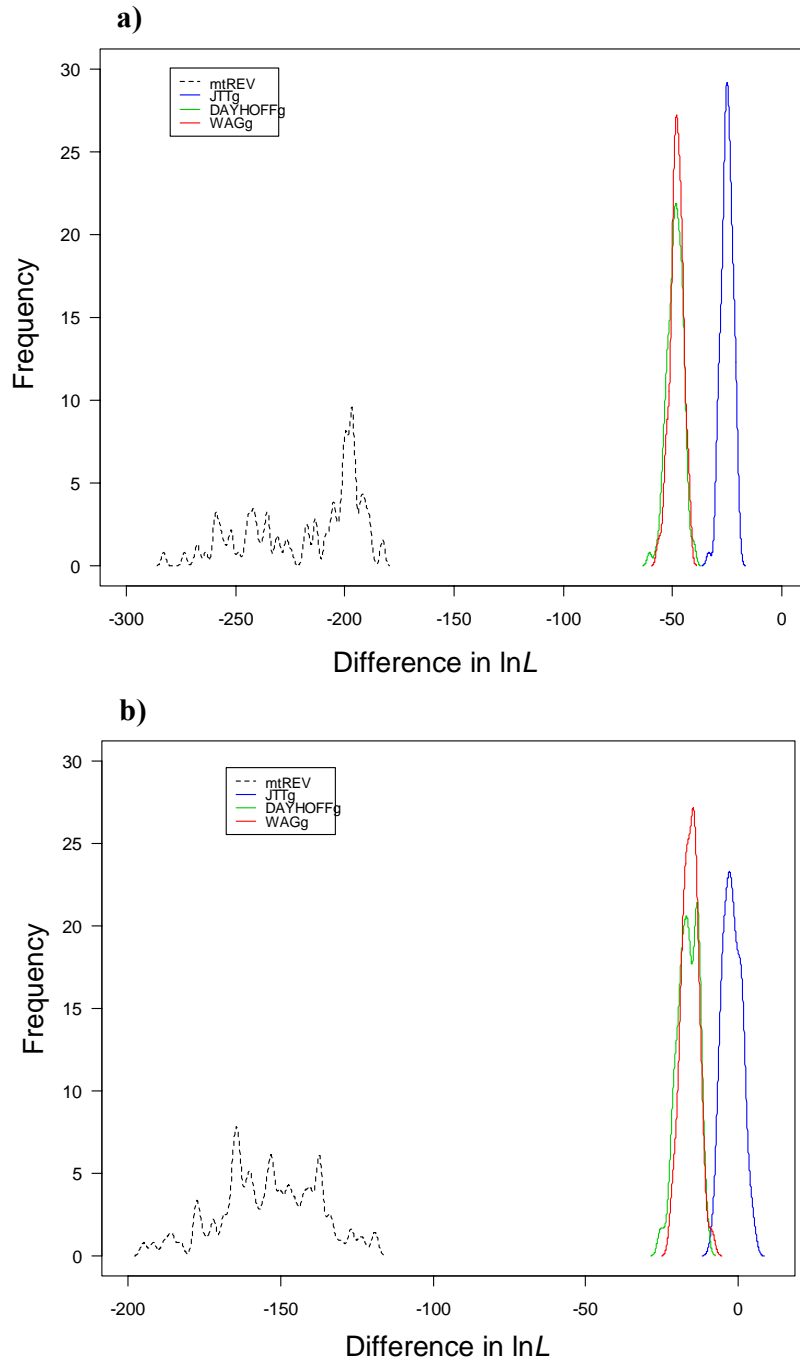 a)
30
25
20
15
10
5
0
Frequency
mtREV
JTTg
DAYHOFFg
WAGg
-300 -250 -200 -150 -100 -50 0
Difference in lnL
b)
30
25
20
15
10
5
0
Frequency
mtREV
JTTg
DAYHOFFg
WAGg
-200 -150 -100 -50 0
Difference in lnL